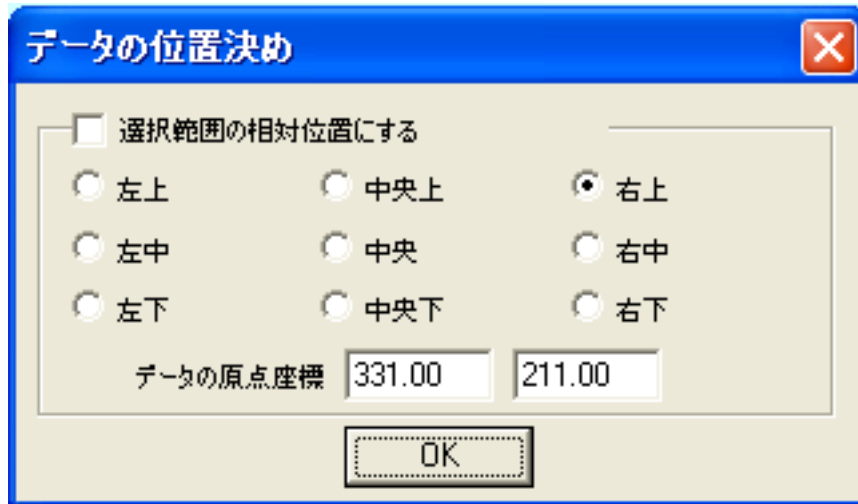 データの位置決め
選択範囲の相対位置にする
左上 中央上 右上
左中 中央 右中
左下 中央下 右下
データの原点座標 331.00 211.00
OK